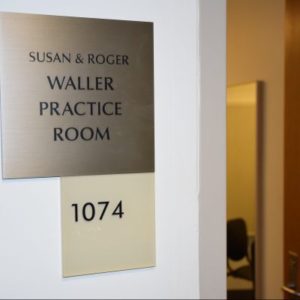 SUSAN & ROGER
WALLER
PRACTICE
ROOM
1074